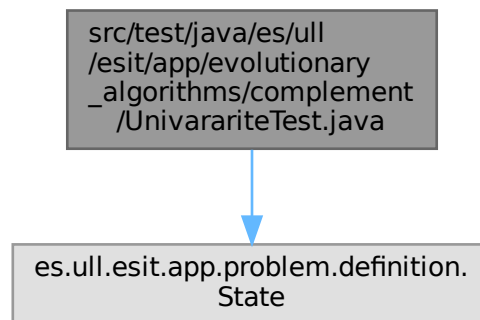 src/test/java/es/ull
/esit/app/evolutionary
_algorithms/complement
/UnivarariteTest.java
es.ull.esit.app.problem.definition.
State